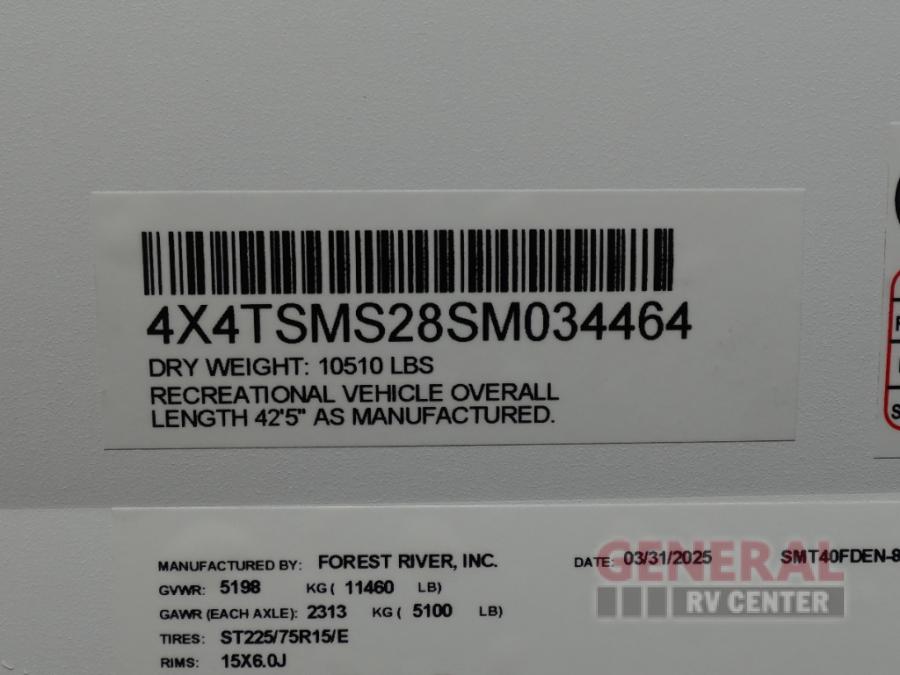 4X4TSMS28SM034464
DRY WEIGHT: 10510 LBS
RECREATIONAL VEHICLE OVERALL
LENGTH 42'5" AS MANUFACTURED.
MANUFACTURED BY: FOREST RIVER, INC. DATE: 03/31/2025 SMT40FDEN-8
GVWR: 5198 KG ( 11460 LB)
GAWR (EACH AXLE): 2313 KG ( 5100 LB)
TIRES: ST225/75R15/E
RIMS: 15X6.0J
GENERAL
RV CENTER